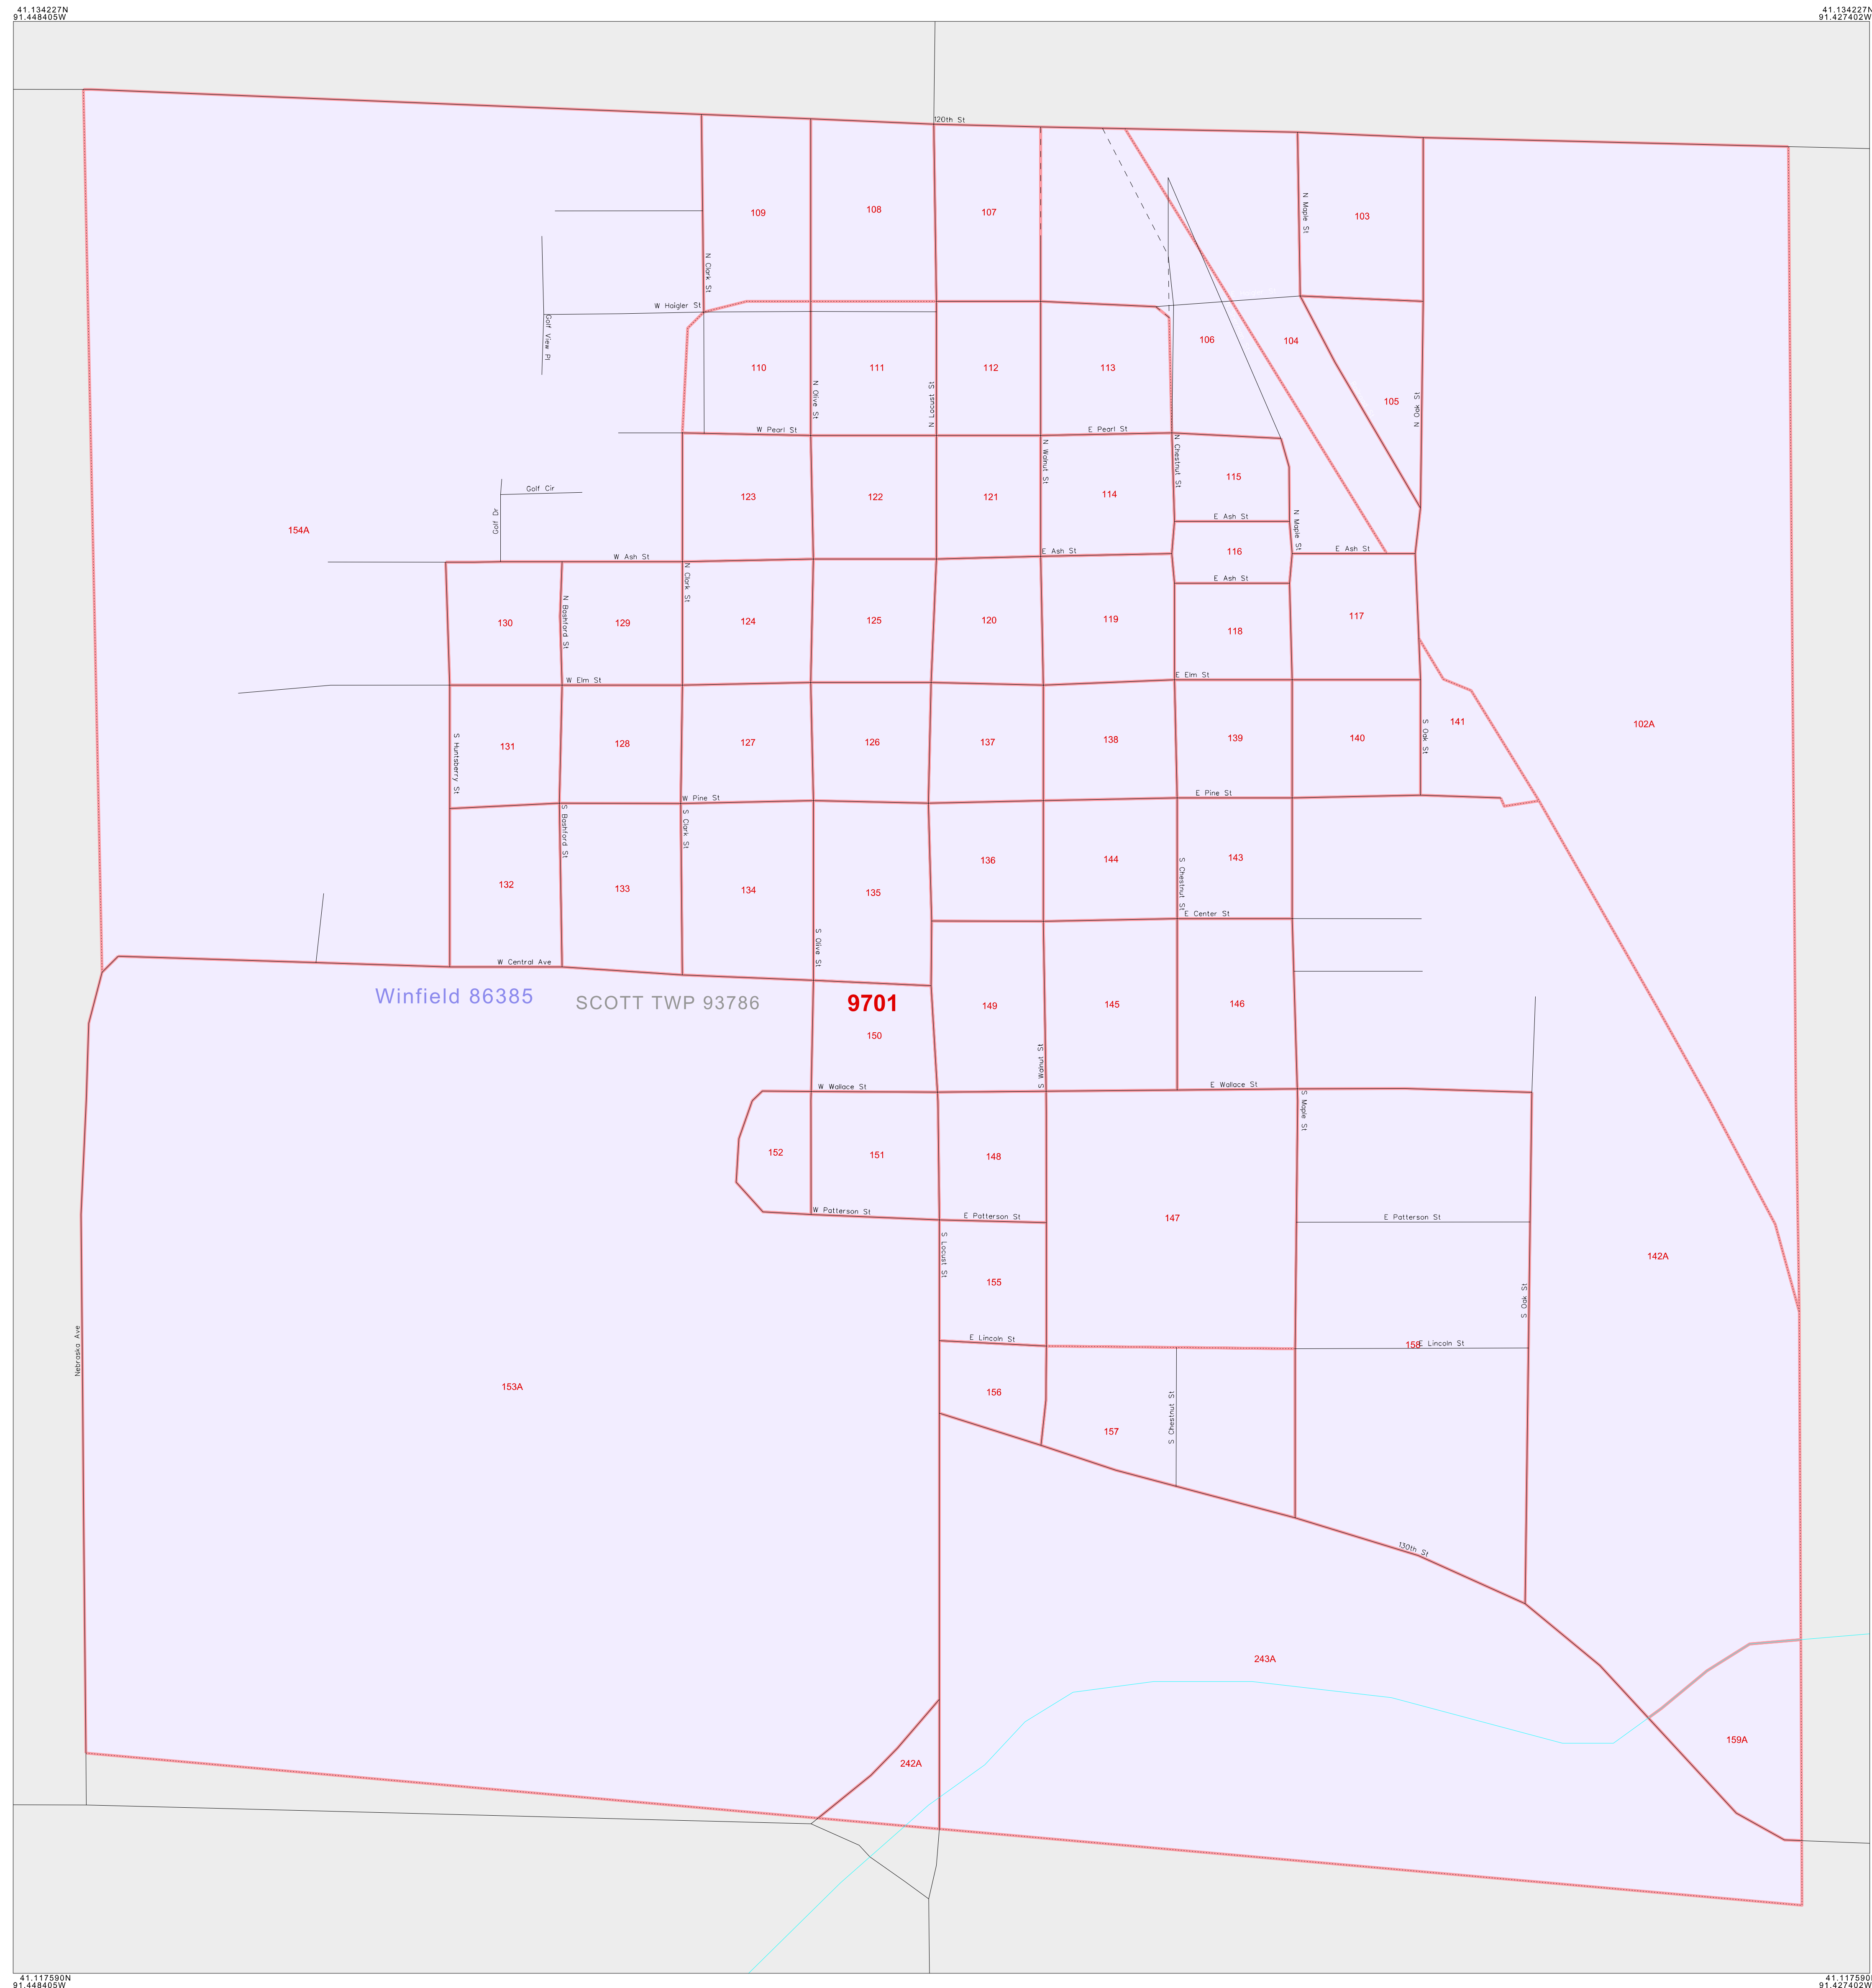 41.134227N
91.448405W
41.134227N
91.427402W
120th St
109
108
107
103
N Maple St
N Clark St
W Haigler St
Golf View Pl
106
104
105
N Oak St
110
111
112
113
N Olive St
N Locust St
W Pearl St
E Pearl St
N Walnut St
N Chestnut St
115
Golf Cir
Golf Dr
123
122
121
114
E Ash St
N Maple St
154A
W Ash St
E Ash St
116
E Ash St
E Ash St
N Clark St
N Bashford St
130
129
124
125
120
119
118
117
W Elm St
E Elm St
S Huntsberry St
131
128
127
126
137
138
139
140
S Oak St
141
102A
W Pine St
E Pine St
S Bashford St
S Clark St
132
133
134
135
136
144
143
S Chestnut St
E Center St
S Olive St
W Central Ave
Winfield 86385
SCOTT TWP 93786
9701
150
149
145
146
S Walnut St
W Wallace St
E Wallace St
S Maple St
152
151
148
147
W Patterson St
E Patterson St
E Patterson St
S Locust St
142A
155
S Oak St
E Lincoln St
158
E Lincoln St
Nebraska Ave
153A
156
157
S Chestnut St
130th St
243A
242A
159A
41.117590N
91.448405W
41.117590
91.427402W